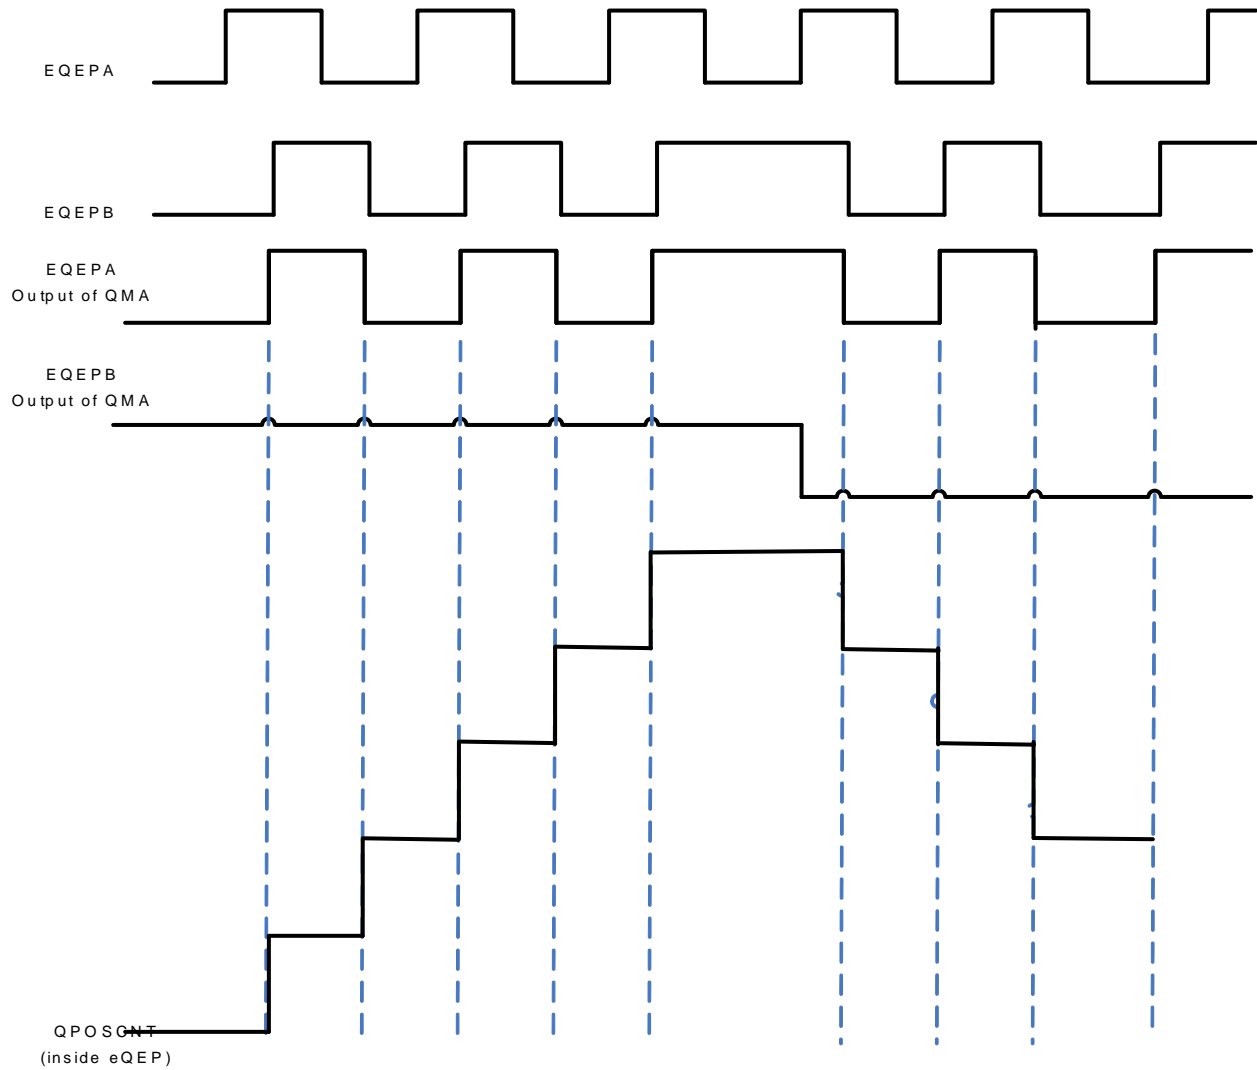 EQEPA
EQEPB
EQEPA
Output of QMA
EQEPB
Output of QMA
QPOSCNT
(inside eQEP)